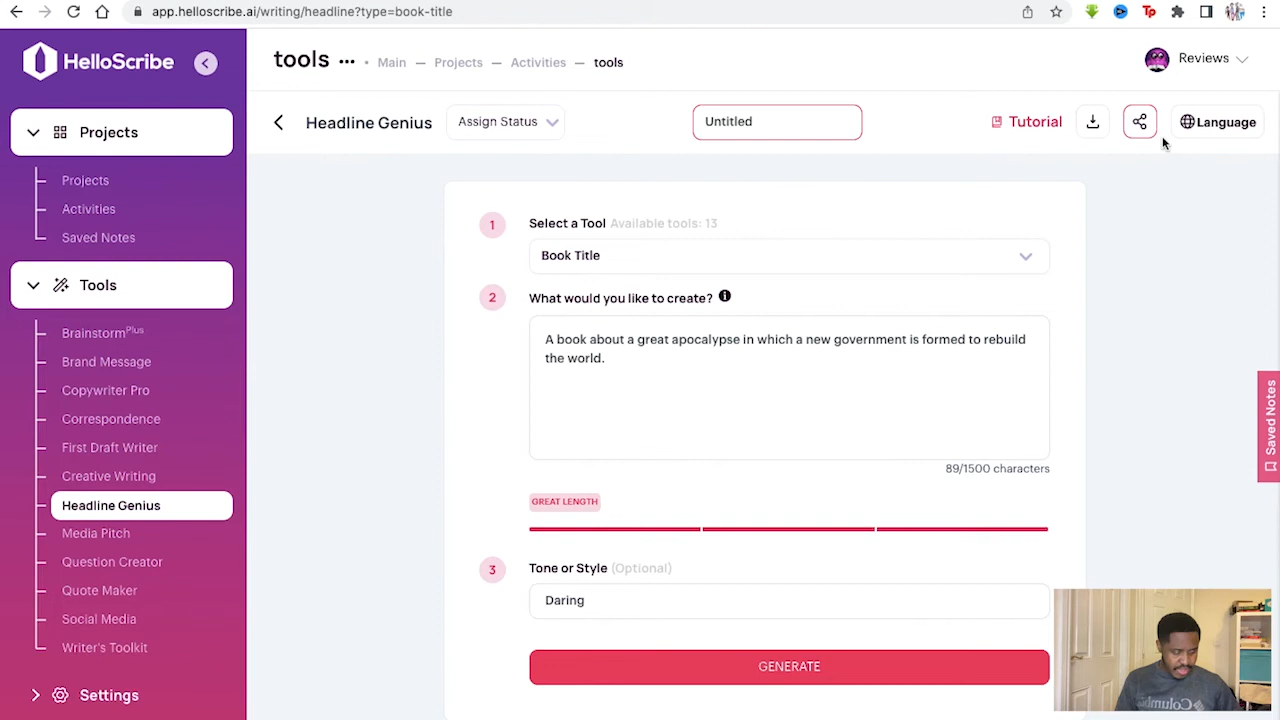 app.helloscribe.ai/writing/headline?type=book-title
HelloScribe
tools ••• • Main — Projects — Activities — tools
Reviews
Headline Genius
Assign Status
Untitled
Tutorial
Language
Projects
Projects
Activities
Saved Notes
Tools
Brainstorm Plus
Brand Message
Copywriter Pro
Correspondence
First Draft Writer
Creative Writing
Headline Genius
Media Pitch
Question Creator
Quote Maker
Social Media
Writer's Toolkit
Settings
1
Select a Tool Available tools: 13
Book Title
2
What would you like to create?
A book about a great apocalypse in which a new government is formed to rebuild
the world.
89/1500 characters
GREAT LENGTH
3
Tone or Style (Optional)
Daring
GENERATE
Saved Notes
Columbia